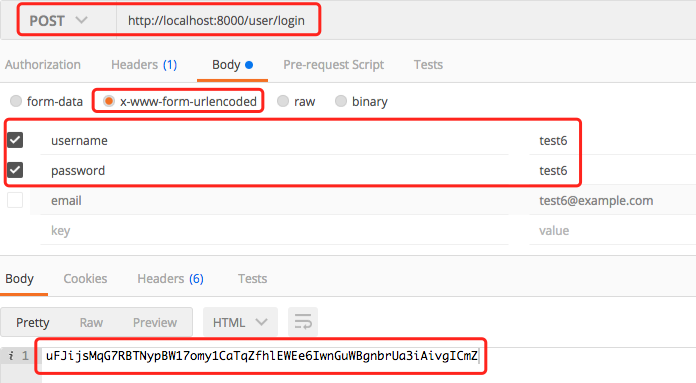 POST http://localhost:8000/user/login
Authorization Headers (1) Body Pre-request Script Tests
form-data x-www-form-urlencoded raw binary
username test6
password test6
email test6@example.com
key value
Body Cookies Headers (6) Tests
Pretty Raw Preview HTML
i 1 uFJijsMqG7RBTNypBW17omy1CaTqZfhlEWEe6IwnGuWBgnbrUa3iAivgICmZ